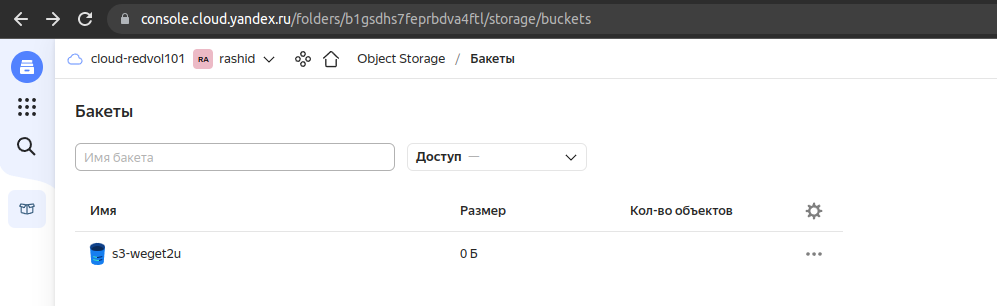 console.cloud.yandex.ru/folders/b1gsdhs7feprbdva4ftl/storage/buckets
cloud-redvol101 RA rashid Object Storage / Бакеты
Бакеты
Имя бакета Доступ —
Имя Размер Кол-во объектов
s3-weget2u 0 Б